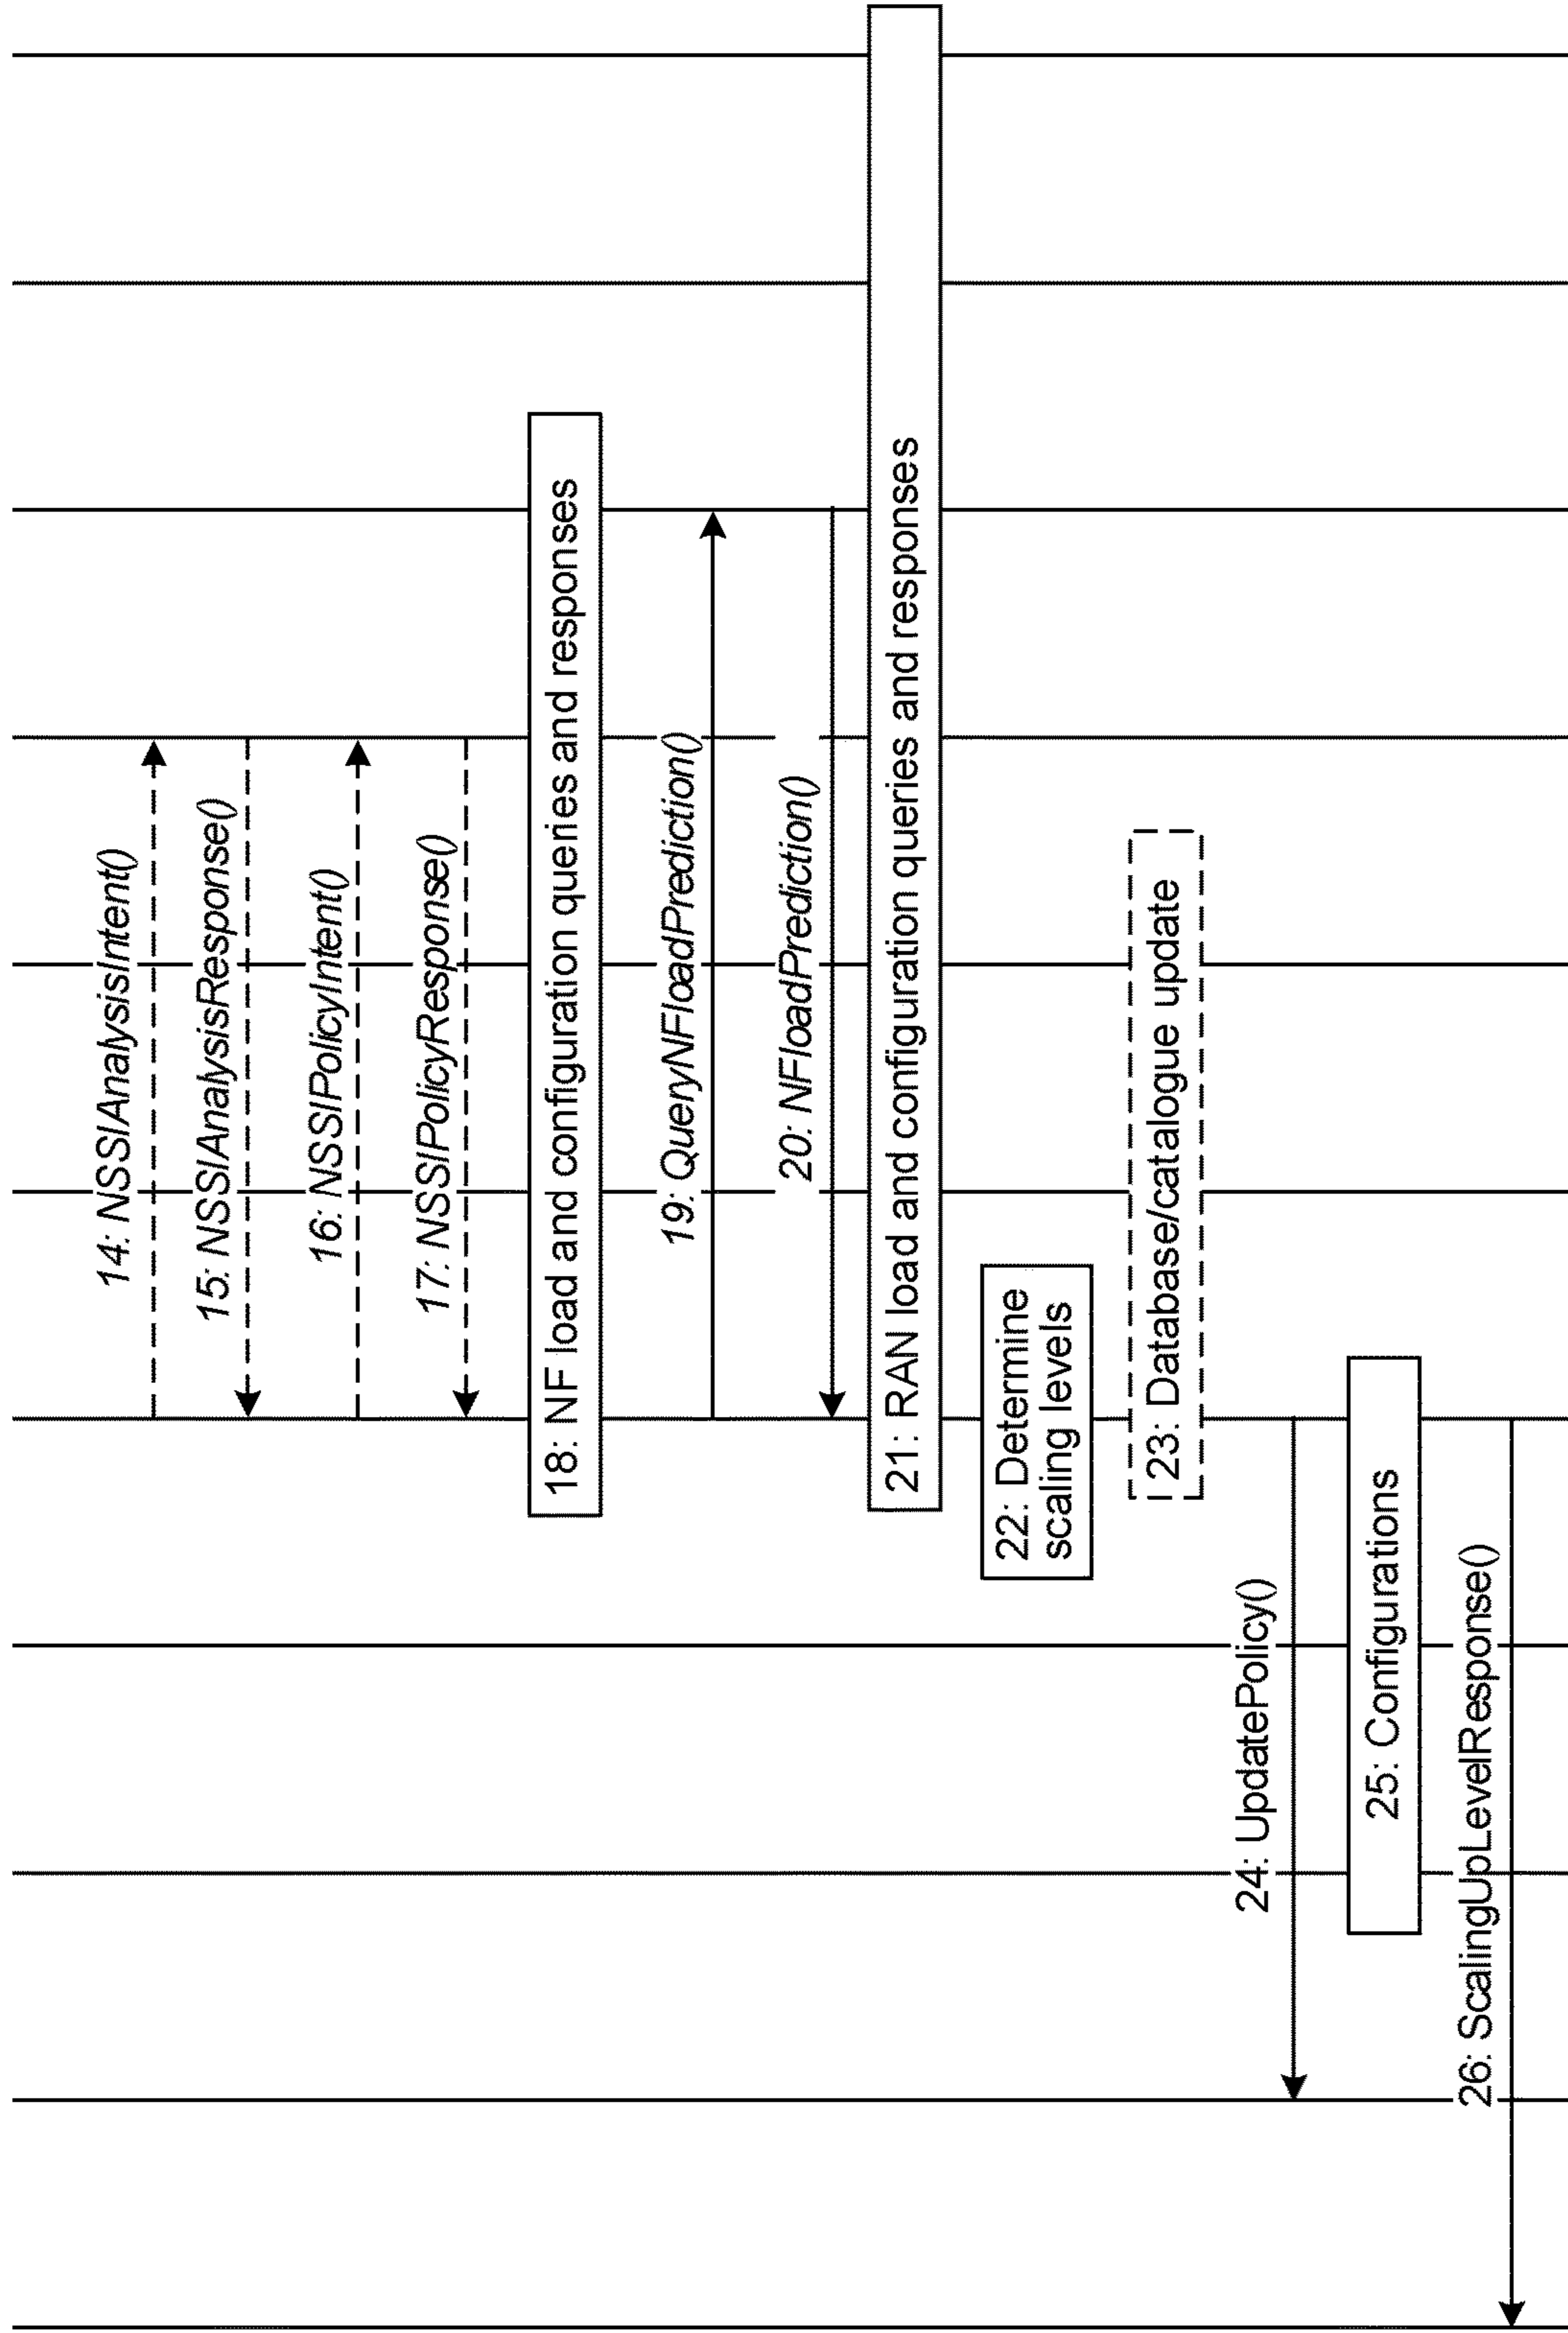 14: NSSIAnalysisIntent()
15: NSSIAnalysisResponse()
16: NSSIPolicyIntent()
17: NSSIPolicyResponse()
18: NF load and configuration queries and responses
19: QueryNFloadPrediction()
20: NFloadPrediction()
21: RAN load and configuration queries and responses
22: Determine
scaling levels
23: Database/catalogue update
24: UpdatePolicy()
25: Configurations
26: ScalingUpLevelResponse()